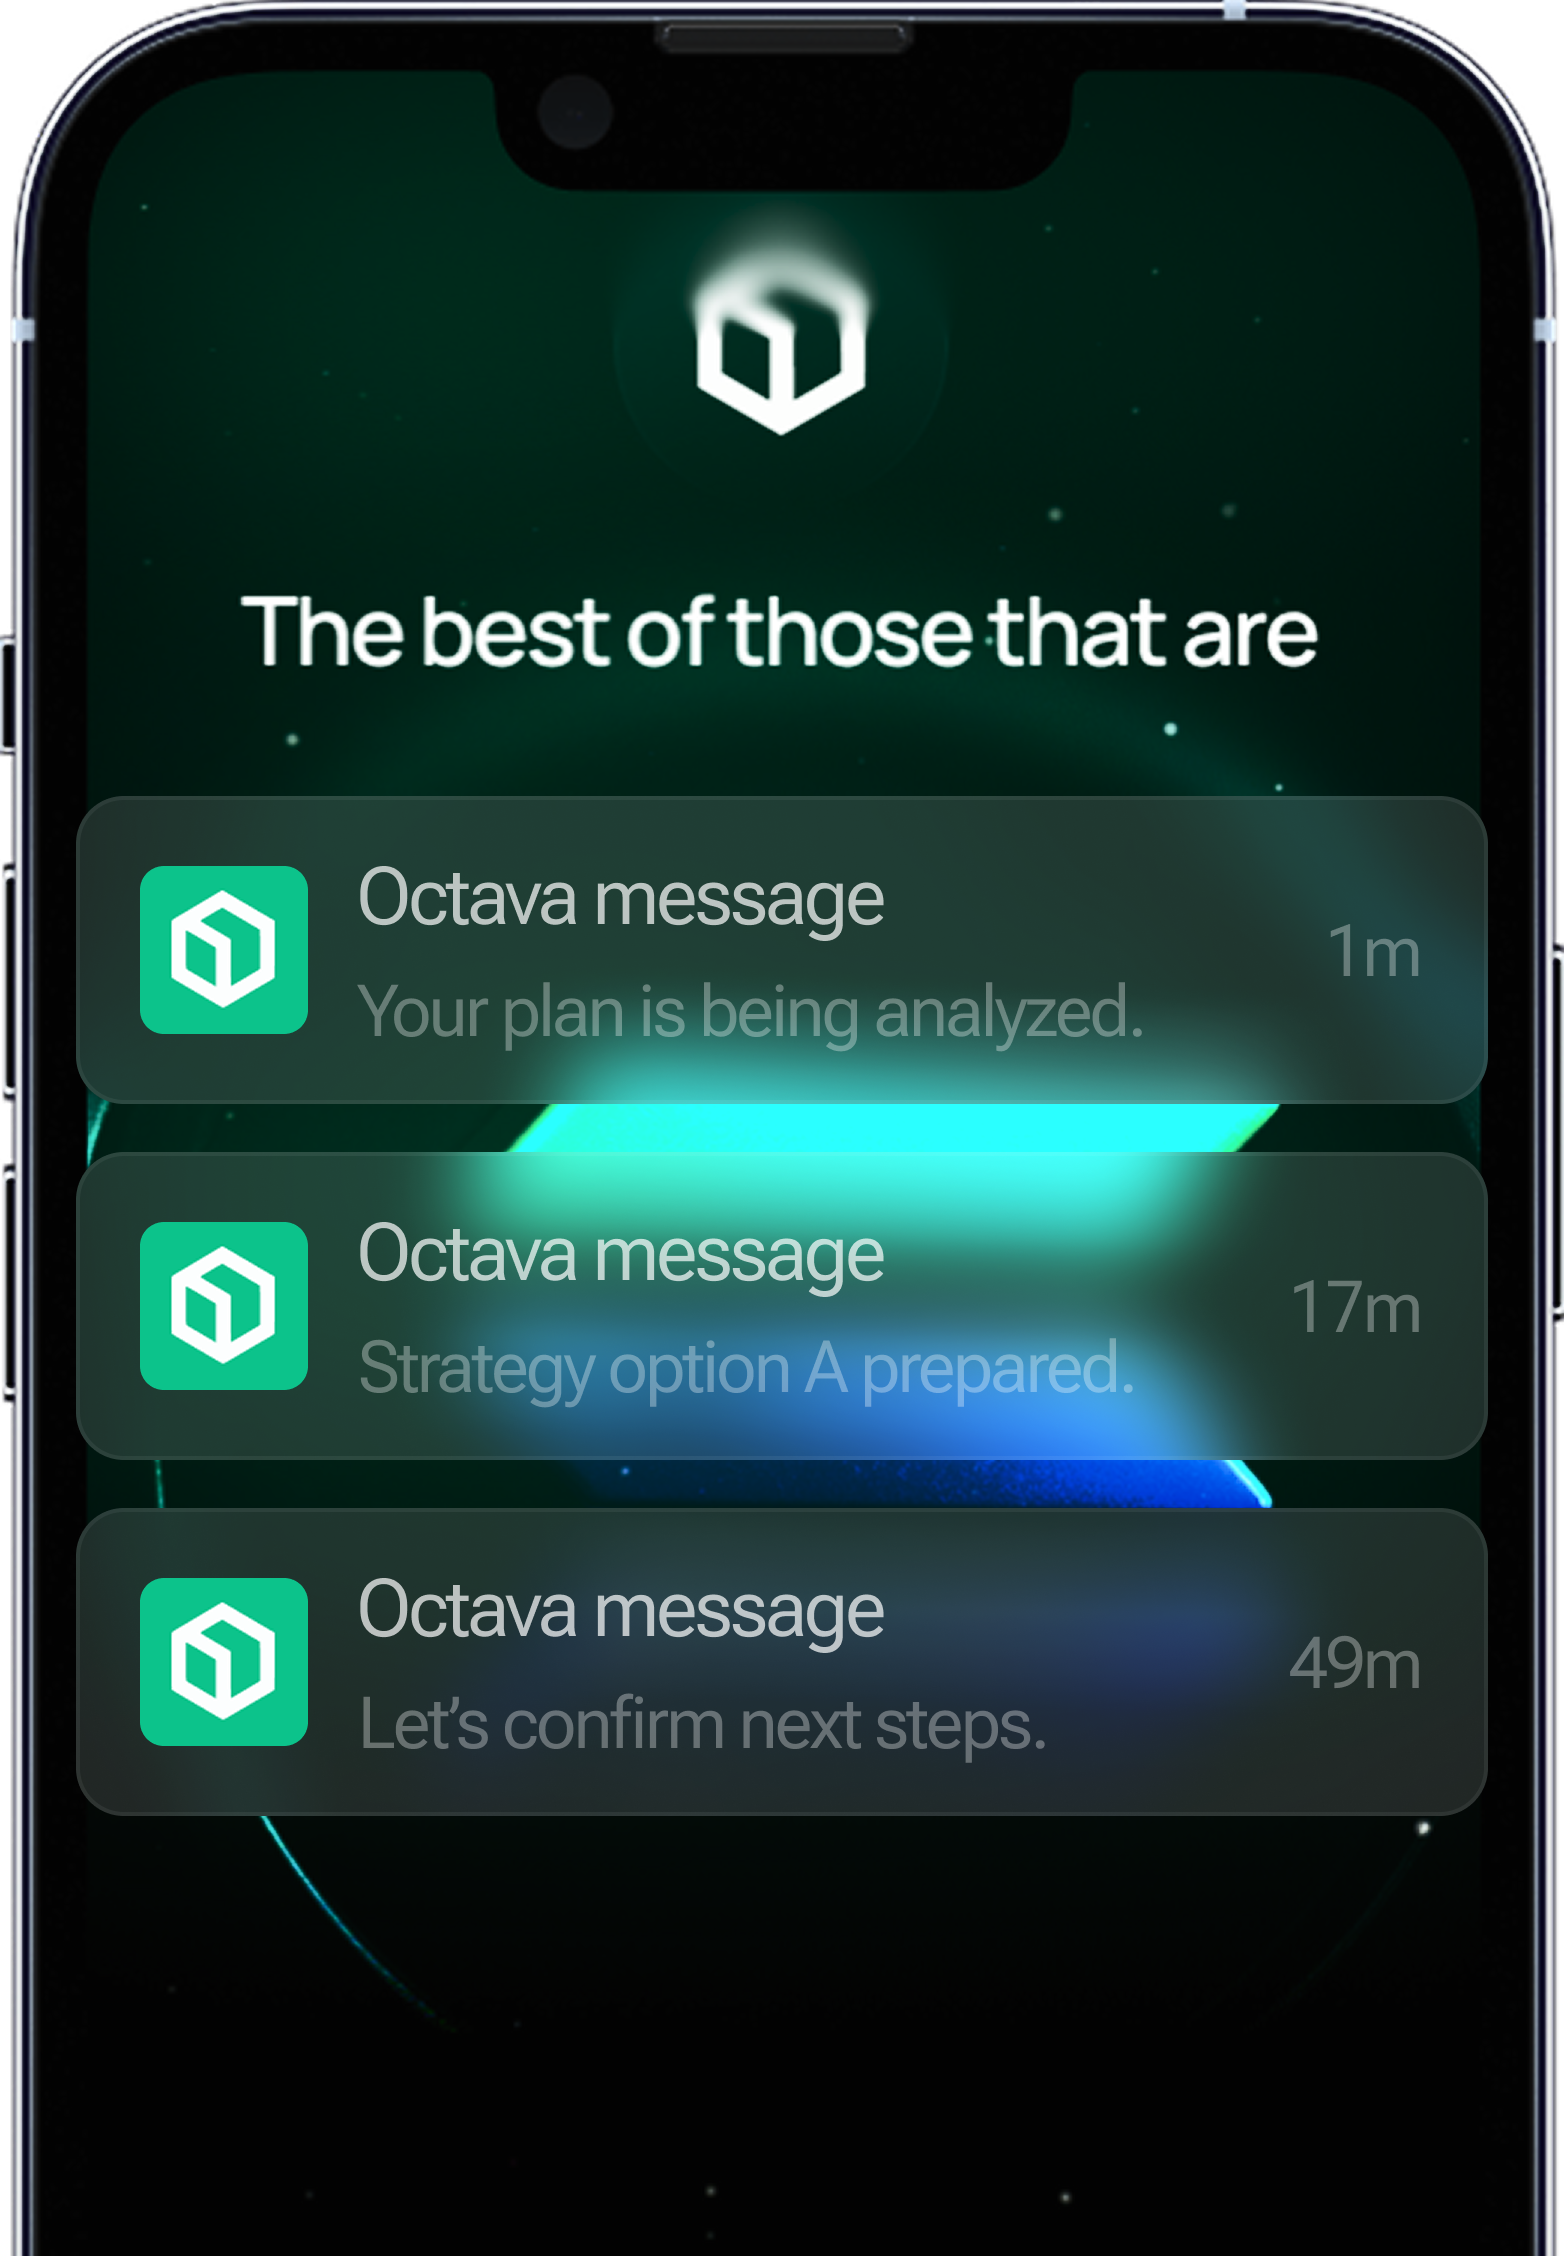 The best of those that are
Octava message
Your plan is being analyzed.
1m
Octava message
Strategy option A prepared.
17m
Octava message
Let’s confirm next steps.
49m